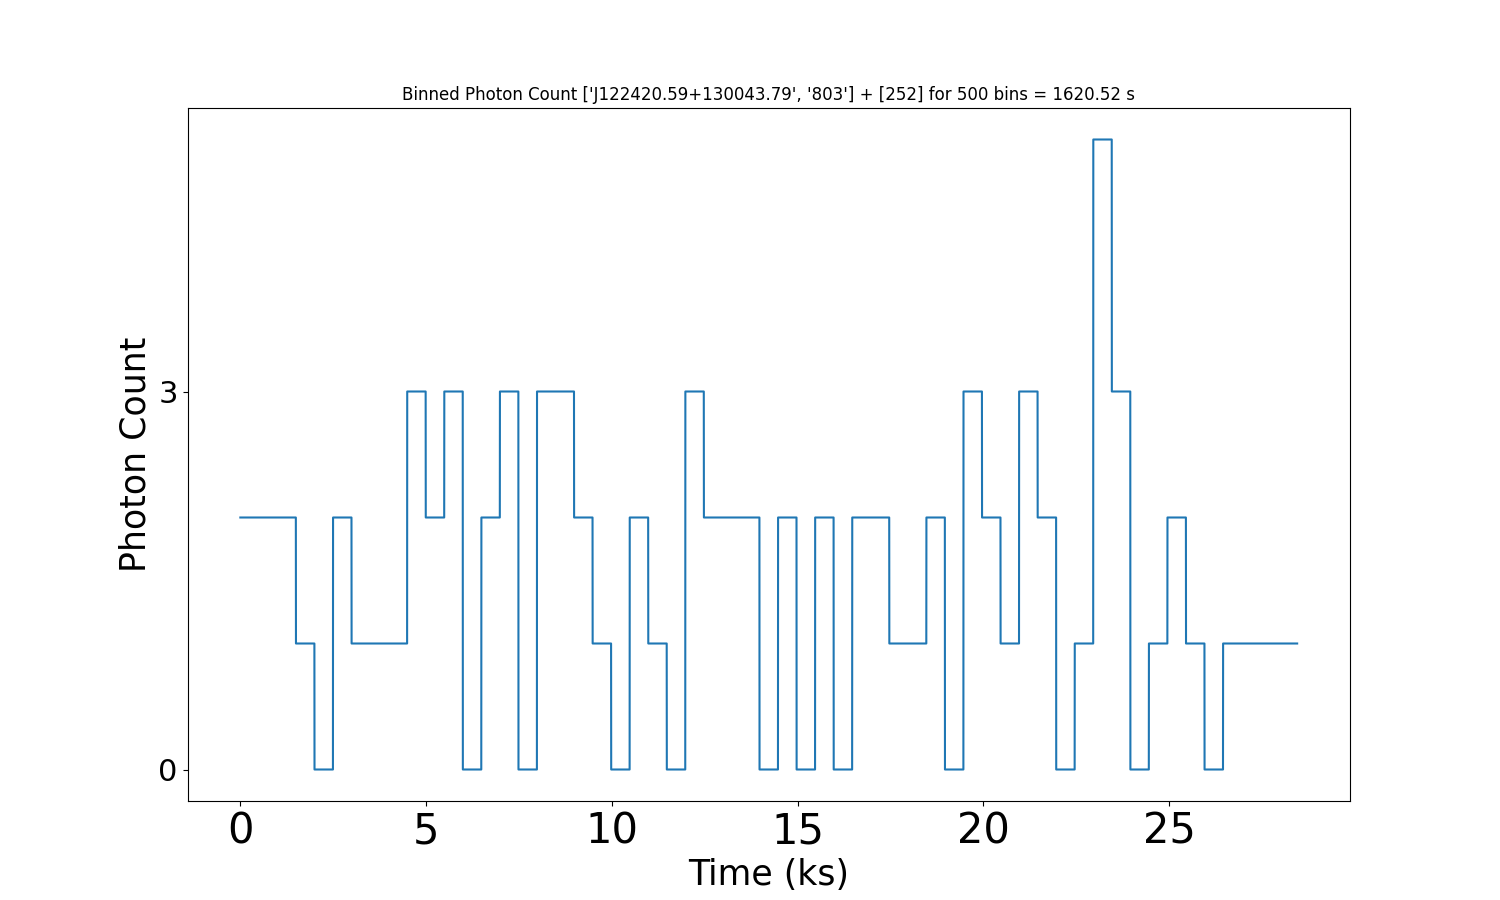 Binned Photon Count ['J122420.59+130043.79', '803'] + [252] for 500 bins = 1620.52 s
Photon Count
3
0
0 5 10 15 20 25
Time (ks)